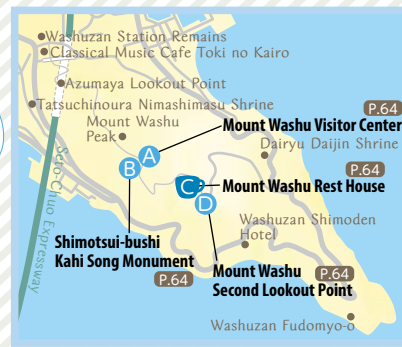 Washuzan Station Remains
Classical Music Cafe Toki no Kairo
Azumaya Lookout Point
Tatsuchinoura Nimashimasu Shrine
Mount Washu
Peak
P.64
Mount Washu Visitor Center
Dairyu Daijin Shrine
A
B
P.64
C
Mount Washu Rest House
D
Seto-Chuo Expressway
Shimotsui-bushi
Kahi Song Monument
P.64
Washuzan Shimoden
Hotel
Mount Washu
Second Lookout Point
P.64
Washuzan Fudomyo-o